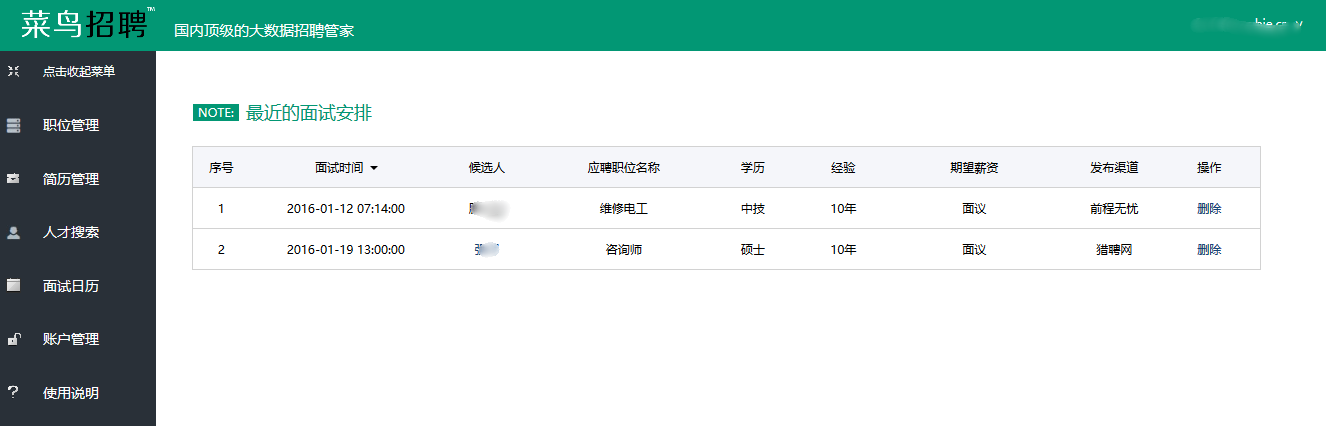 菜鸟招聘™ 国内顶级的大数据招聘管家
点击收起菜单
职位管理
简历管理
人才搜索
面试日历
账户管理
? 使用说明
NOTE: 最近的面试安排
序号 面试时间 候选人 应聘职位名称 学历 经验 期望薪资 发布渠道 操作
1 2016-01-12 07:14:00 维修电工 中技 10年 面议 前程无忧 删除
2 2016-01-19 13:00:00 咨询师 硕士 10年 面议 猎聘网 删除